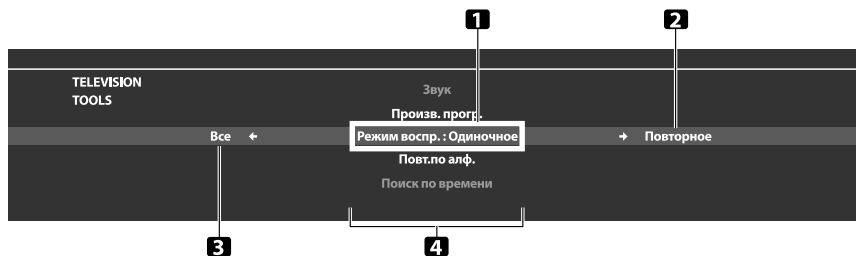 1 2
TELEVISION
TOOLS
Звук
Произв. прогр.
Все ← Режим воспр. : Одиночное → Повторное
Повт.по алф.
Поиск по времени
3 4